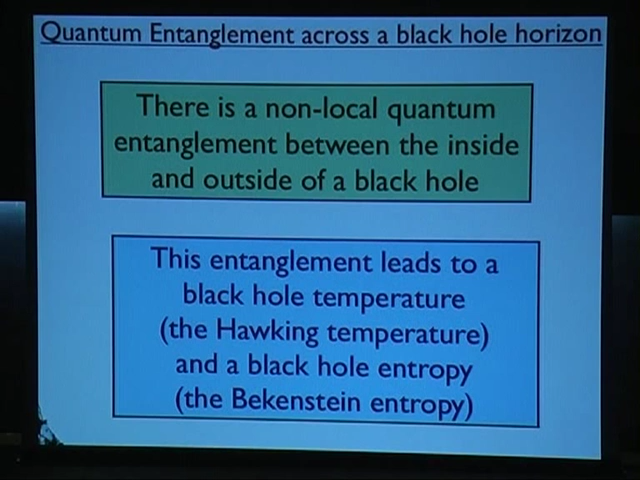 Quantum Entanglement across a black hole horizon
There is a non-local quantum
entanglement between the inside
and outside of a black hole
This entanglement leads to a
black hole temperature
(the Hawking temperature)
and a black hole entropy
(the Bekenstein entropy)